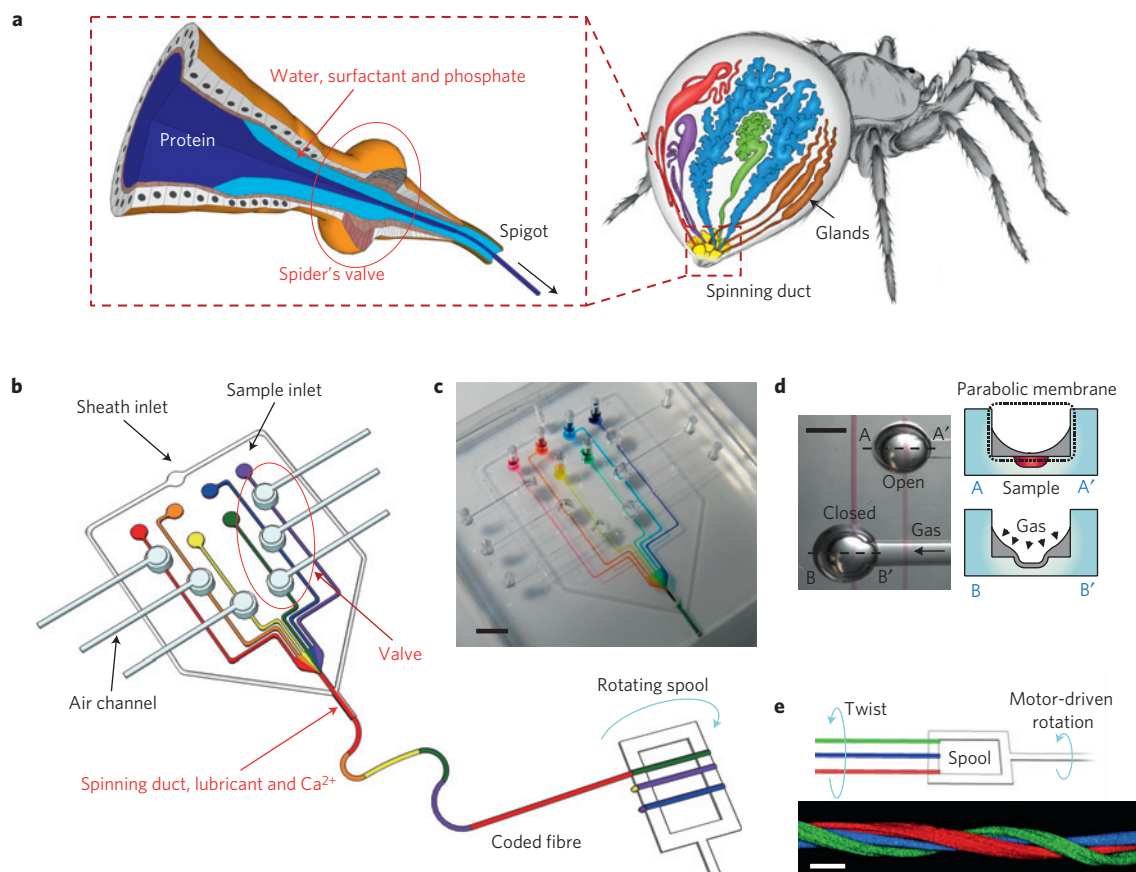 a
Water, surfactant and phosphate
Protein
Spigot
Spider’s valve
Glands
Spinning duct
b
Sample inlet
Sheath inlet
Valve
Air channel
Spinning duct, lubricant and Ca²⁺
Coded fibre
Rotating spool
c
d
Parabolic membrane
A
A′
Open
Closed
Gas
B
B′
A
Sample
A′
Gas
B
B′
e
Twist
Motor-driven
rotation
Spool